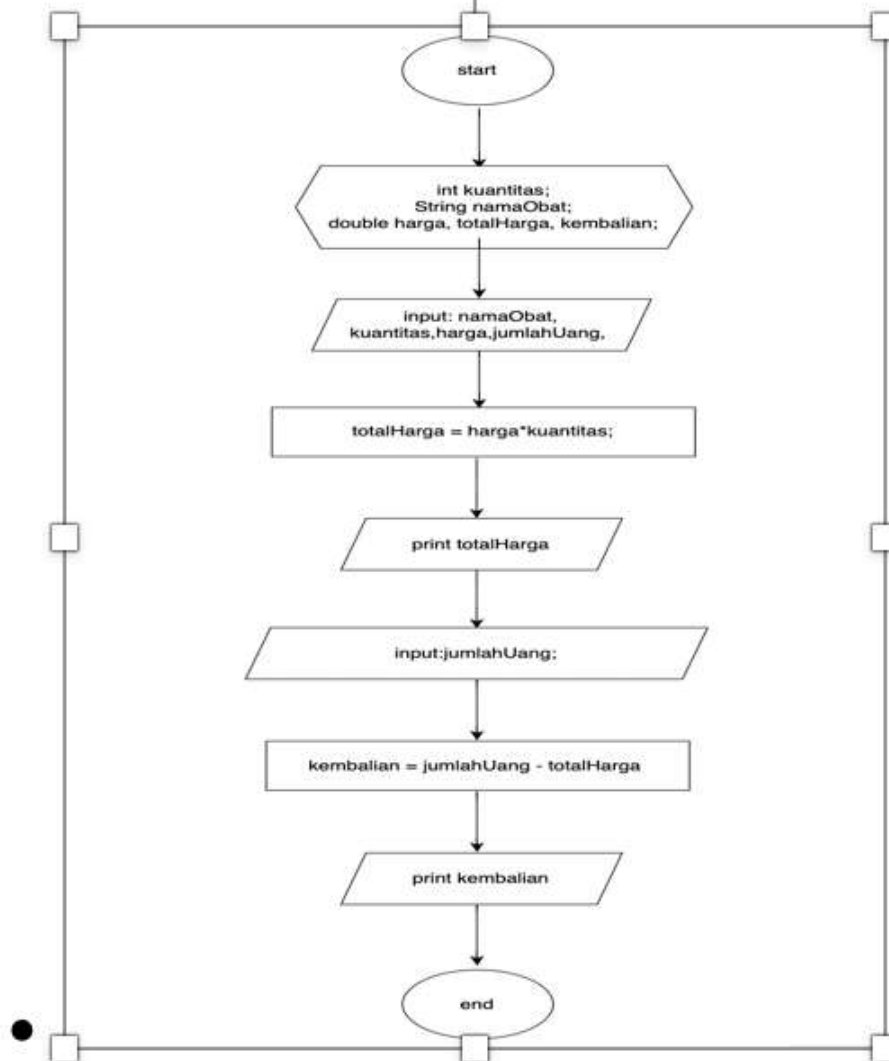 start
int kuantitas;
String namaObat;
double harga, totalHarga, kembalian;
input: namaObat,
kuantitas,harga,jumlahUang,
totalHarga = harga*kuantitas;
print totalHarga
input:jumlahUang;
kembalian = jumlahUang - totalHarga
print kembalian
end